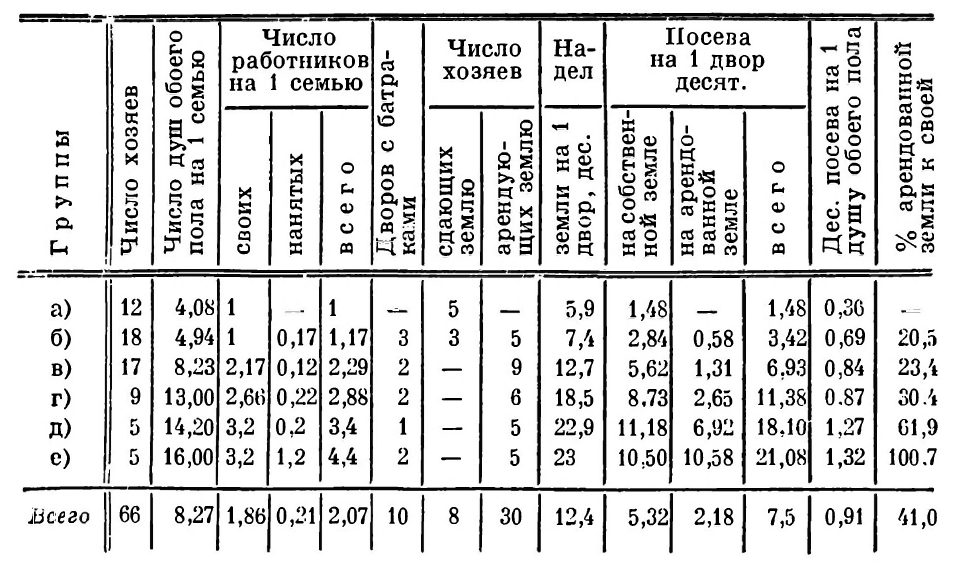 Группы
Число хозяев
Число душ обоего
пола на 1 семью
Число
работников
на 1 семью
своих
нанятых
всего
Дворов с батра-
ками
Число
хозяев
сдающих
землю
арендую-
щих землю
На-
дел
земли на 1
двор, дес.
Посева
на 1 двор
десят.
на собствен-
ной земле
на арендо-
ванной
земле
всего
Дес. посева на 1
душу обоего пола
% арендованной
земли к своей
а) 12 4,08 1 — 1 — 5 — 5,9 1,48 — 1,48 0,36 —
б) 18 4,94 1 0,17 1,17 3 3 5 7,4 2,84 0,58 3,42 0,69 20,5
в) 17 8,23 2,17 0,12 2,29 2 — 9 12,7 5,62 1,31 6,93 0,84 23,4
г) 9 13,00 2,66 0,22 2,88 2 — 6 18,5 8,73 2,65 11,38 0.87 30.4
д) 5 14,20 3,2 0,2 3,4 1 — 5 22,9 11,18 6,92 18,10 1,27 61,9
е) 5 16,00 3,2 1,2 4,4 2 — 5 23 10,50 10,58 21,08 1,32 100.7
Всего 66 8,27 1,86 0,21 2,07 10 8 30 12,4 5,32 2,18 7,5 0,91 41,0